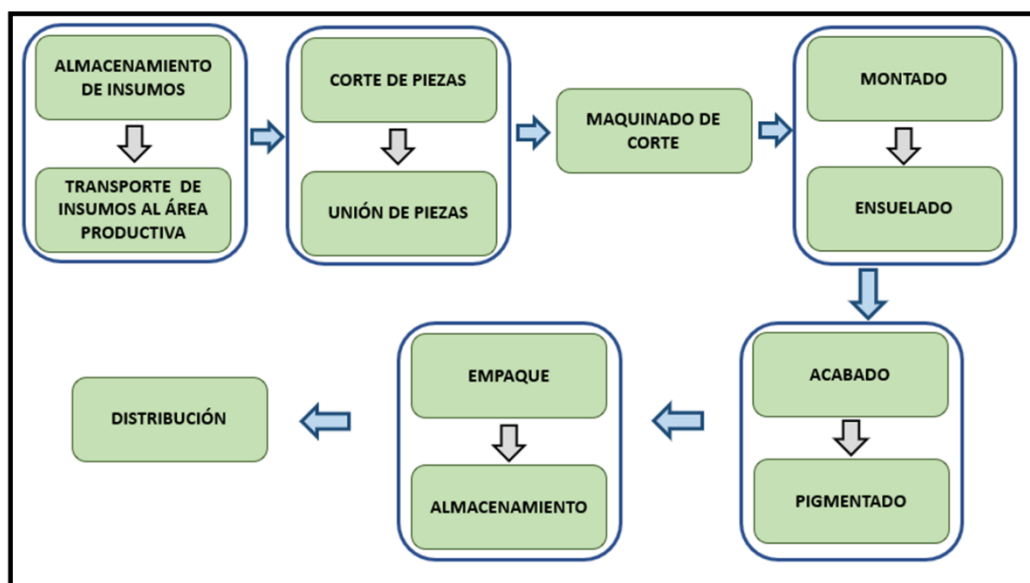 ALMACENAMIENTO
DE INSUMOS
TRANSPORTE DE
INSUMOS AL ÁREA
PRODUCTIVA
CORTE DE PIEZAS
UNIÓN DE PIEZAS
MAQUINADO DE
CORTE
MONTADO
ENSUELADO
ACABADO
PIGMENTADO
EMPAQUE
ALMACENAMIENTO
DISTRIBUCIÓN